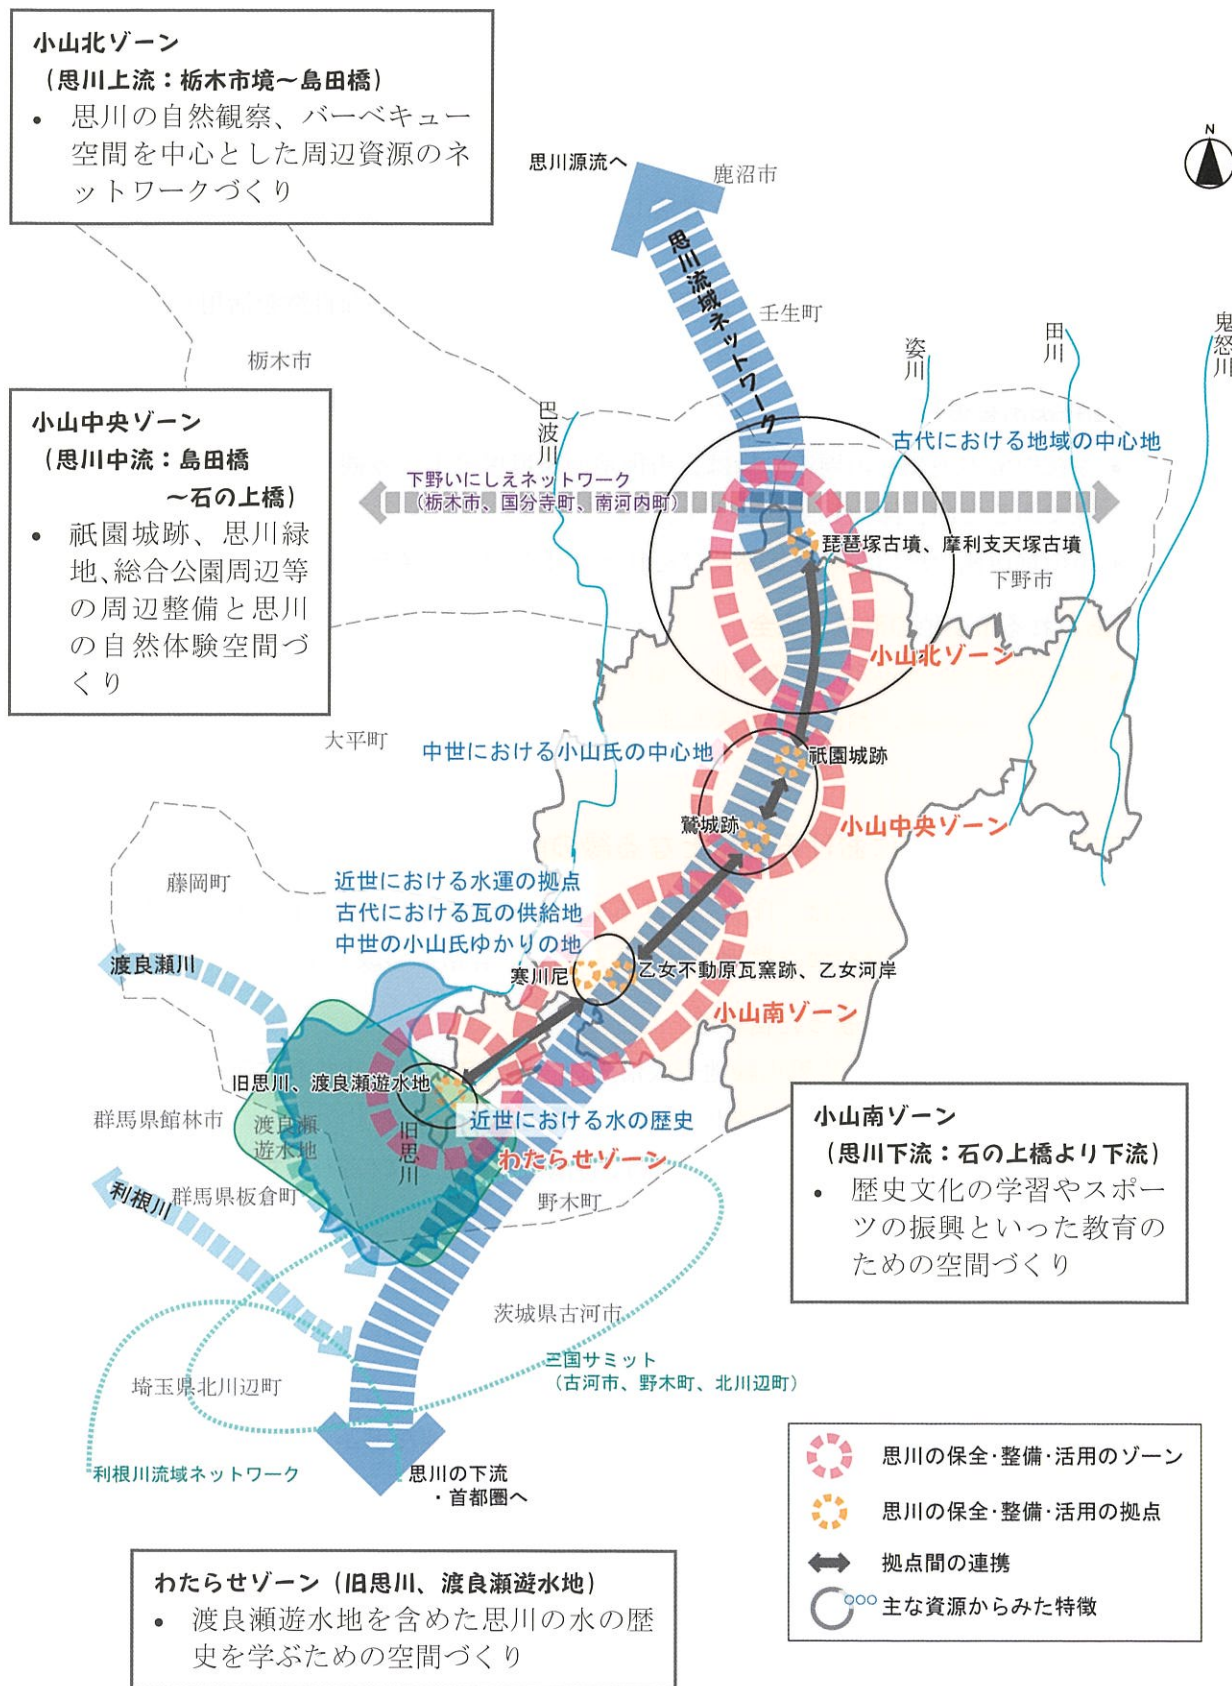 小山北ゾーン
(思川上流：栃木市境～島田橋)
• 思川の自然観察、バーベキュー
空間を中心とした周辺資源のネ
ットワークづくり
N
思川源流へ
鹿沼市
思川流域ネットワーク
壬生町
栃木市
姿川
田川
鬼怒川
巴波川
小山中央ゾーン
(思川中流：島田橋
～石の上橋)
• 祇園城跡、思川緑
地、総合公園周辺等
の周辺整備と思川
の自然体験空間づ
くり
古代における地域の中心地
下野いにしえネットワーク
(栃木市、国分寺町、南河内町)
琵琶塚古墳、摩利支天塚古墳
下野市
小山北ゾーン
大平町
中世における小山氏の中心地
祇園城跡
鷲城跡
小山中央ゾーン
藤岡町
近世における水運の拠点
古代における瓦の供給地
中世の小山氏ゆかりの地
渡良瀬川
寒川尼
乙女不動原瓦窯跡、乙女河岸
小山南ゾーン
旧思川、渡良瀬遊水地
群馬県館林市
渡良瀬
遊水地
旧思川
近世における水の歴史
わたらせゾーン
群馬県板倉町
利根川
野木町
小山南ゾーン
(思川下流：石の上橋より下流)
• 歴史文化の学習やスポー
ツの振興といった教育の
ための空間づくり
茨城県古河市
三国サミット
(古河市、野木町、北川辺町)
埼玉県北川辺町
利根川流域ネットワーク
思川の下流
・首都圏へ
思川の保全･整備･活用のゾーン
思川の保全･整備･活用の拠点
拠点間の連携
○○○ 主な資源からみた特徴
わたらせゾーン (旧思川、渡良瀬遊水地)
• 渡良瀬遊水地を含めた思川の水の歴
史を学ぶための空間づくり